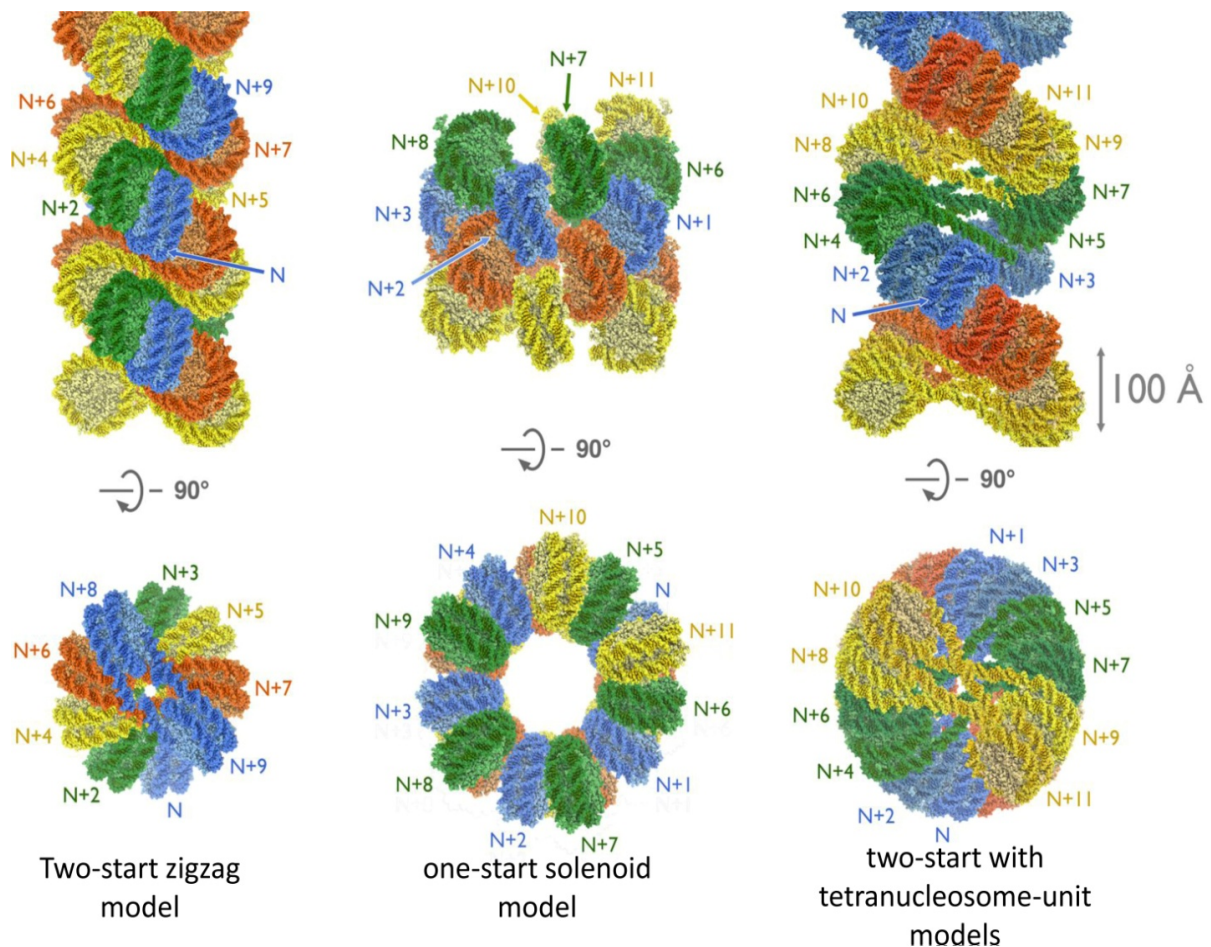 N+6
N+9
N+4
N+7
N+2
N+5
N
90°
N+10
N+7
N+11
N+8
N+6
N+3
N+1
N+2
90°
N+10
N+11
N+8
N+9
N+6
N+7
N+4
N+5
N+2
N+3
N
100 Å
90°
N+8
N+3
N+5
N+6
N+7
N+4
N+9
N+2
N
Two-start zigzag
model
N+10
N+4
N+5
N
N+9
N+11
N+3
N+6
N+8
N+1
N+2
N+7
one-start solenoid
model
N+1
N+3
N+10
N+5
N+8
N+7
N+6
N+9
N+4
N+11
N+2
N
two-start with
tetranucleosome-unit
models